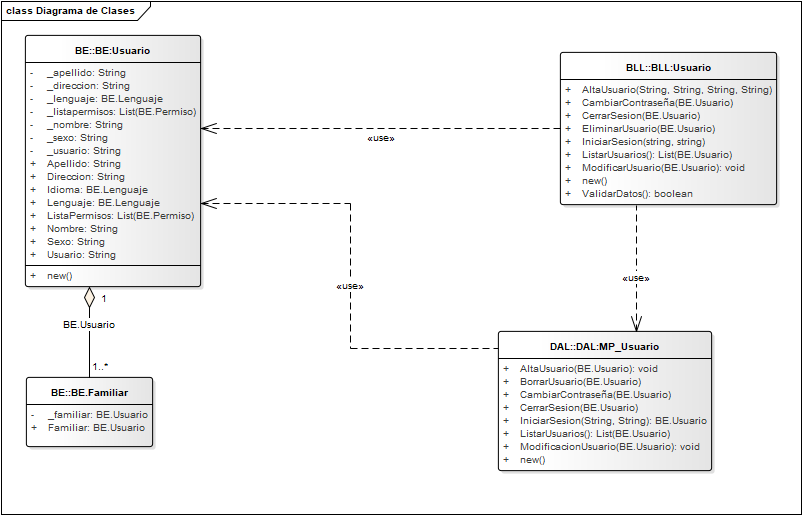 class Diagrama de Clases
BE::BE:Usuario
- _apellido: String
- _direccion: String
- _lenguaje: BE.Lenguaje
- _listapermisos: List(BE.Permiso)
- _nombre: String
- _sexo: String
- _usuario: String
+ Apellido: String
+ Direccion: String
+ Idioma: BE.Lenguaje
+ Lenguaje: BE.Lenguaje
+ ListaPermisos: List(BE.Permiso)
+ Nombre: String
+ Sexo: String
+ Usuario: String
+ new()
BLL::BLL:Usuario
+ AltaUsuario(String, String, String, String)
+ CambiarContraseña(BE.Usuario)
+ CerrarSesion(BE.Usuario)
+ EliminarUsuario(BE.Usuario)
+ IniciarSesion(string, string)
+ ListarUsuarios(): List(BE.Usuario)
+ ModificarUsuario(BE.Usuario): void
+ new()
+ ValidarDatos(): boolean
«use»
«use»
«use»
1
BE.Usuario
1..*
BE::BE.Familiar
- _familiar: BE.Usuario
+ Familiar: BE.Usuario
DAL::DAL:MP_Usuario
+ AltaUsuario(BE.Usuario): void
+ BorrarUsuario(BE.Usuario)
+ CambiarContraseña(BE.Usuario)
+ CerrarSesion(BE.Usuario)
+ IniciarSesion(String, String): BE.Usuario
+ ListarUsuarios(): List(BE.Usuario)
+ ModificacionUsuario(BE.Usuario): void
+ new()